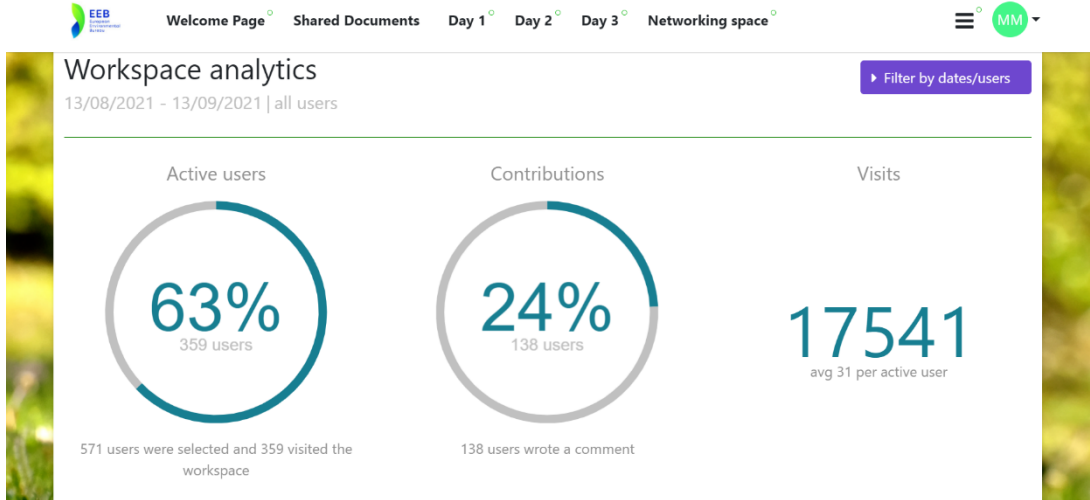 EEB
European
Environmental
Bureau
Welcome Page Shared Documents Day 1 Day 2 Day 3 Networking space
MM
Workspace analytics
Filter by dates/users
13/08/2021 - 13/09/2021 | all users
Active users
63%
359 users
571 users were selected and 359 visited the
workspace
Contributions
24%
138 users
138 users wrote a comment
Visits
17541
avg 31 per active user